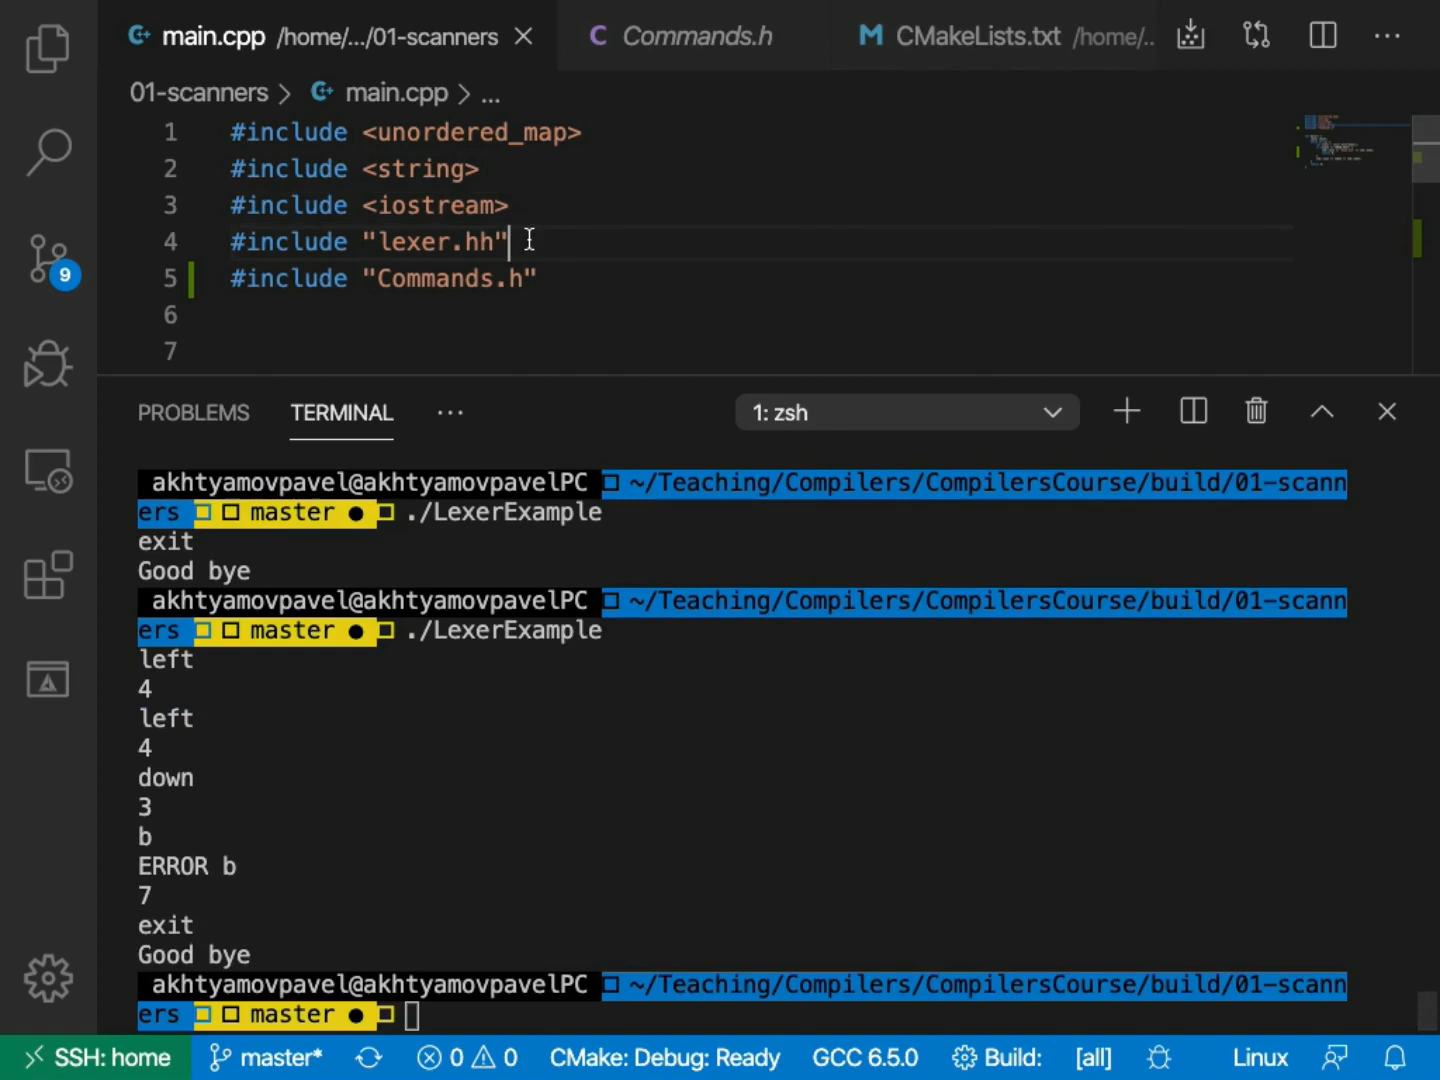 main.cpp /home/.../01-scanners
Commands.h
CMakeLists.txt /home/..
01-scanners > main.cpp > ...
1 #include <unordered_map>
2 #include <string>
3 #include <iostream>
4 #include "lexer.hh"
5 #include "Commands.h"
6
7
9
PROBLEMS TERMINAL ... 1: zsh
akhtyamovpavel@akhtyamovpavelPC ~/Teaching/Compilers/CompilersCourse/build/01-scann
ers master ● ./LexerExample
exit
Good bye
akhtyamovpavel@akhtyamovpavelPC ~/Teaching/Compilers/CompilersCourse/build/01-scann
ers master ● ./LexerExample
left
4
left
4
down
3
b
ERROR b
7
exit
Good bye
akhtyamovpavel@akhtyamovpavelPC ~/Teaching/Compilers/CompilersCourse/build/01-scann
ers master ●
SSH: home master* 0 0 CMake: Debug: Ready GCC 6.5.0 Build: [all] Linux